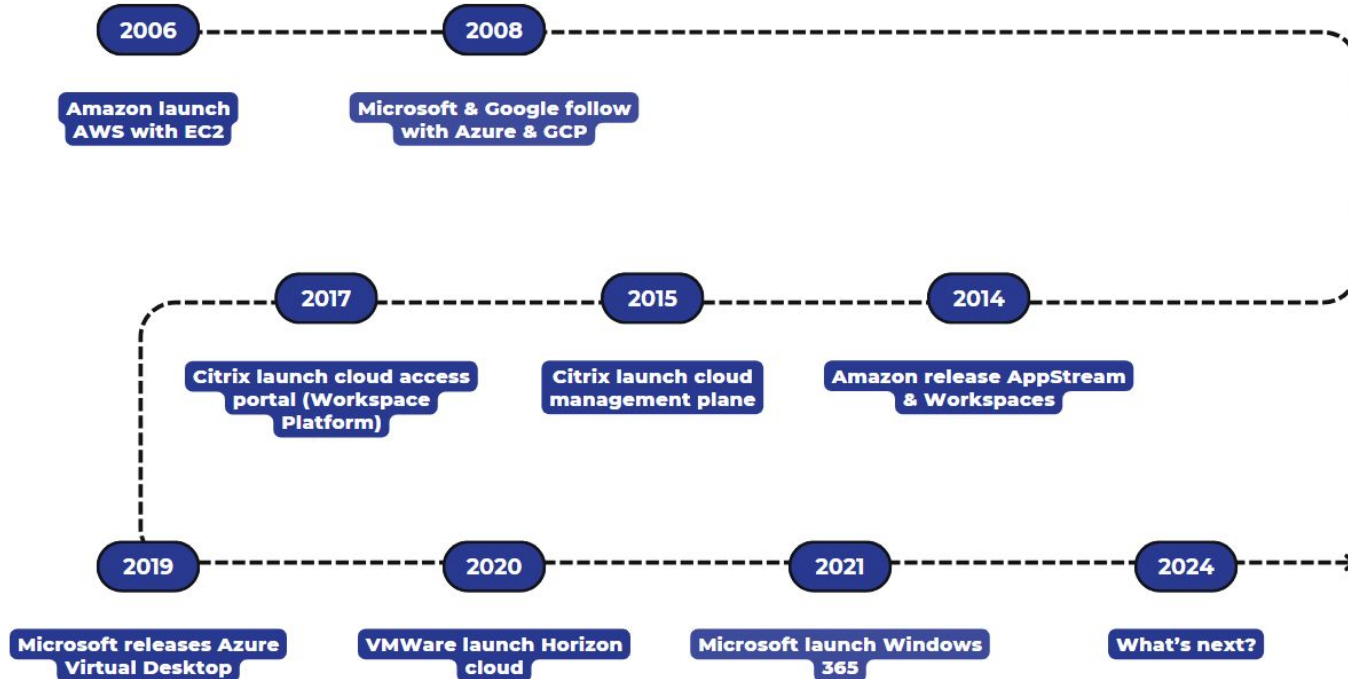 2006
Amazon launch
AWS with EC2
2008
Microsoft & Google follow
with Azure & GCP
2014
Amazon release AppStream
& Workspaces
2015
Citrix launch cloud
management plane
2017
Citrix launch cloud access
portal (Workspace
Platform)
2019
Microsoft releases Azure
Virtual Desktop
2020
VMWare launch Horizon
cloud
2021
Microsoft launch Windows
365
2024
What’s next?